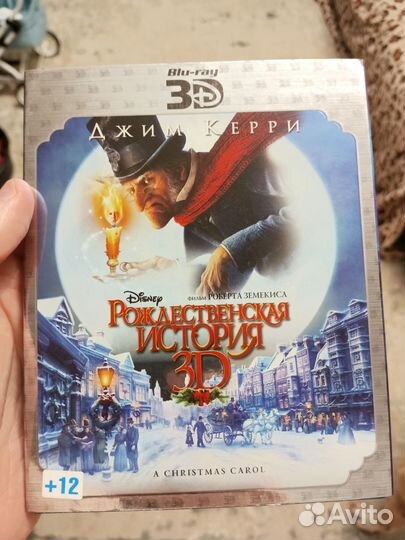 Blu-ray
3D
Джим Керри
Disney
фильм Роберта Земекиса
Рождественская
история
3D
A CHRISTMAS CAROL
+12
Avito